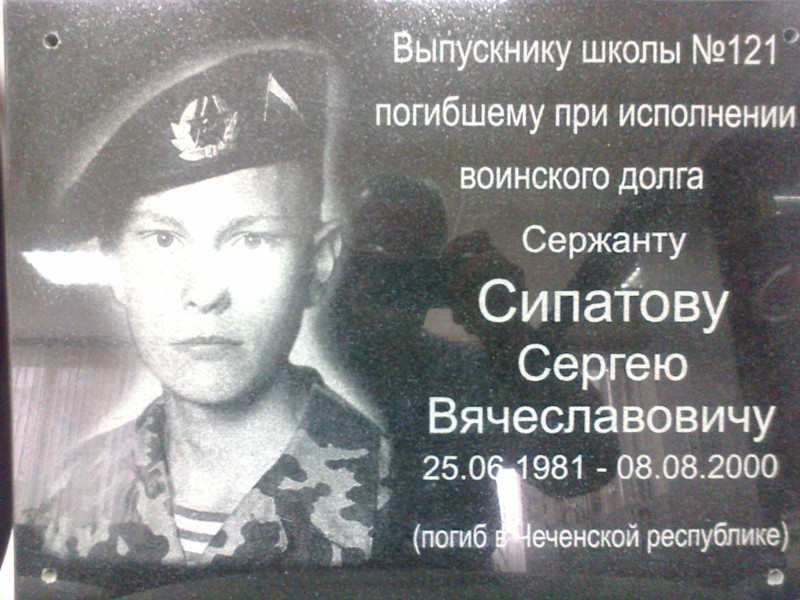 Выпускнику школы №121
погибшему при исполнении
воинского долга
Сержанту
Сипатову
Сергею
Вячеславовичу
25.06.1981 - 08.08.2000
(погиб в Чеченской республике)